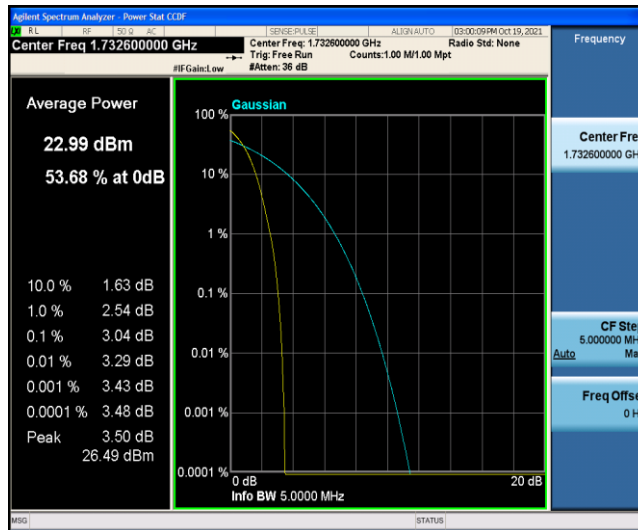 Agilent Spectrum Analyzer - Power Stat CCDF
RL RF 50 Ω AC SENSE:PULSE ALIGNAUTO 03:00:09PM Oct 19, 2021
Center Freq 1.732600000 GHz
Center Freq: 1.732600000 GHz Radio Std: None
Trig: Free Run Counts:1.00 M/1.00 Mpt
#IFGain:Low #Atten: 36 dB
Frequency
Average Power
22.99 dBm
53.68 % at 0dB
10.0 % 1.63 dB
1.0 % 2.54 dB
0.1 % 3.04 dB
0.01 % 3.29 dB
0.001 % 3.43 dB
0.0001 % 3.48 dB
Peak 3.50 dB
26.49 dBm
Gaussian
100 %
10 %
1 %
0.1 %
0.01 %
0.001 %
0.0001 %
0 dB 20 dB
Info BW 5.0000 MHz
Center Fre
1.732600000 GH
CF Ste
5.000000 MH
Auto Ma
Freq Offse
0 H
MSG STATUS